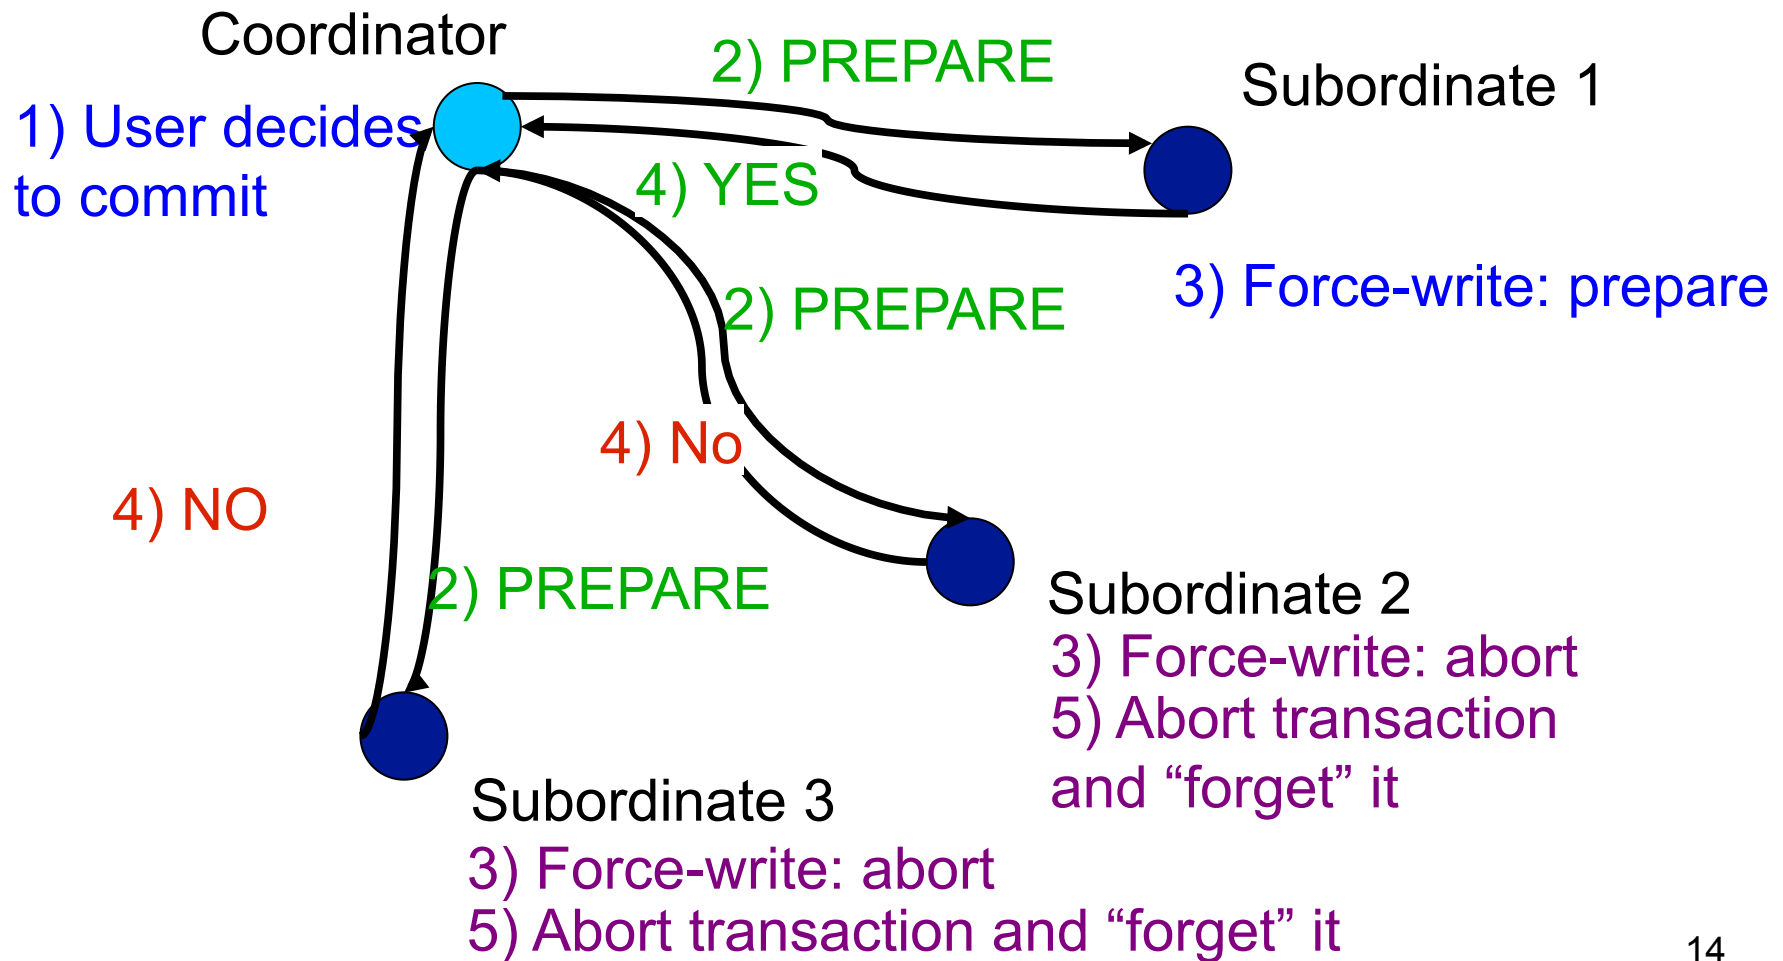 Coordinator
2) PREPARE
Subordinate 1
1) User decides
to commit
4) YES
3) Force-write: prepare
2) PREPARE
4) No
4) NO
2) PREPARE
Subordinate 2
3) Force-write: abort
5) Abort transaction
and “forget” it
Subordinate 3
3) Force-write: abort
5) Abort transaction and “forget” it
14